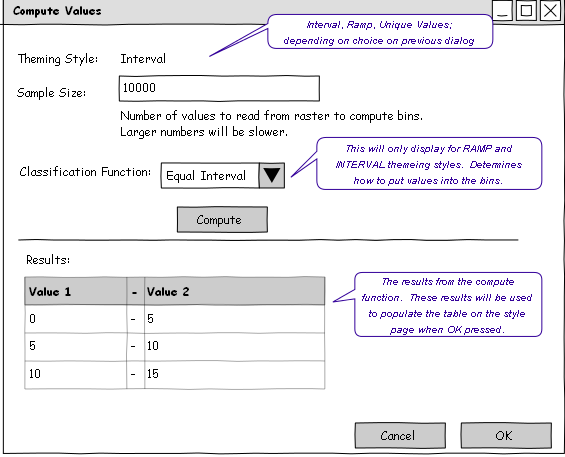 Compute Values
Interval, Ramp, Unique Values;
depending on choice on previous dialog
Theming Style: Interval
Sample Size: 10000
Number of values to read from raster to compute bins.
Larger numbers will be slower.
This will only display for RAMP and
INTERVAL themeing styles. Determines
how to put values into the bins.
Classification Function: Equal Interval
Compute
Results:
The results from the compute
function. These results will be used
to populate the table on the style
page when OK pressed.
Value 1 - Value 2
0 - 5
5 - 10
10 - 15
Cancel OK